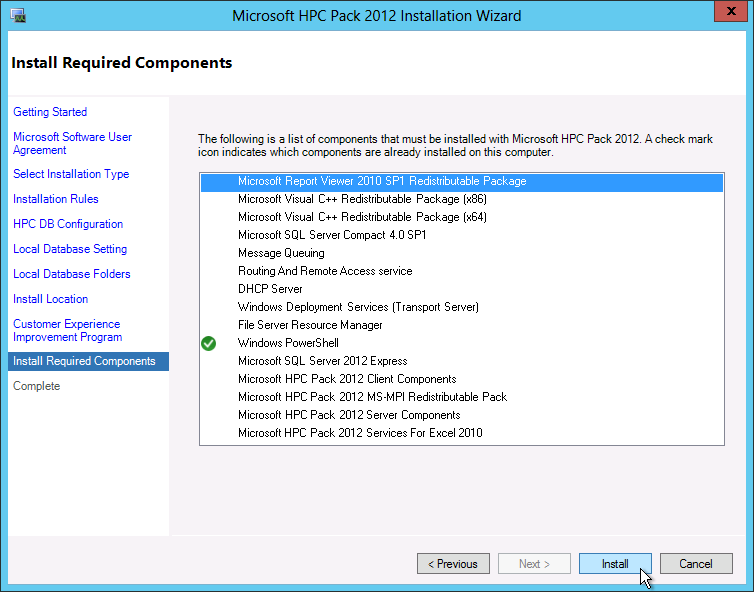 Microsoft HPC Pack 2012 Installation Wizard
x
Install Required Components
Getting Started
Microsoft Software User
Agreement
Select Installation Type
Installation Rules
HPC DB Configuration
Local Database Setting
Local Database Folders
Install Location
Customer Experience
Improvement Program
Install Required Components
Complete
The following is a list of components that must be installed with Microsoft HPC Pack 2012. A check mark
icon indicates which components are already installed on this computer.
Microsoft Report Viewer 2010 SP1 Redistributable Package
Microsoft Visual C++ Redistributable Package (x86)
Microsoft Visual C++ Redistributable Package (x64)
Microsoft SQL Server Compact 4.0 SP1
Message Queuing
Routing And Remote Access service
DHCP Server
Windows Deployment Services (Transport Server)
File Server Resource Manager
Windows PowerShell
Microsoft SQL Server 2012 Express
Microsoft HPC Pack 2012 Client Components
Microsoft HPC Pack 2012 MS-MPI Redistributable Pack
Microsoft HPC Pack 2012 Server Components
Microsoft HPC Pack 2012 Services For Excel 2010
< Previous
Next >
Install
Cancel